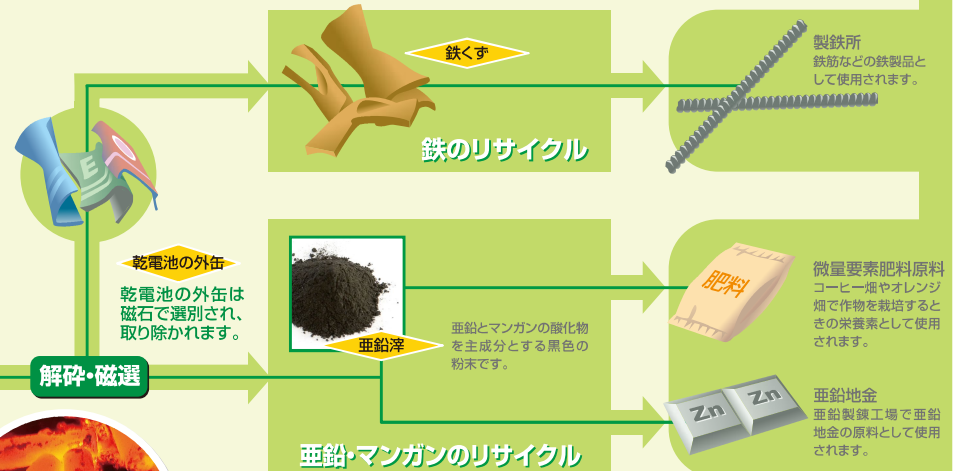 鉄くず
鉄のリサイクル
製鉄所
鉄筋などの鉄製品と
して使用されます。
E
乾電池の外缶
乾電池の外缶は
磁石で選別され、
取り除かれます。
解砕・磁選
亜鉛滓
亜鉛とマンガンの酸化物
を主成分とする黒色の
粉末です。
亜鉛・マンガンのリサイクル
肥料
微量要素肥料原料
コーヒー畑やオレンジ
畑で作物を栽培すると
きの栄養素として使用
されます。
Zn
Zn
亜鉛地金
亜鉛製錬工場で亜鉛
地金の原料として使用
されます。